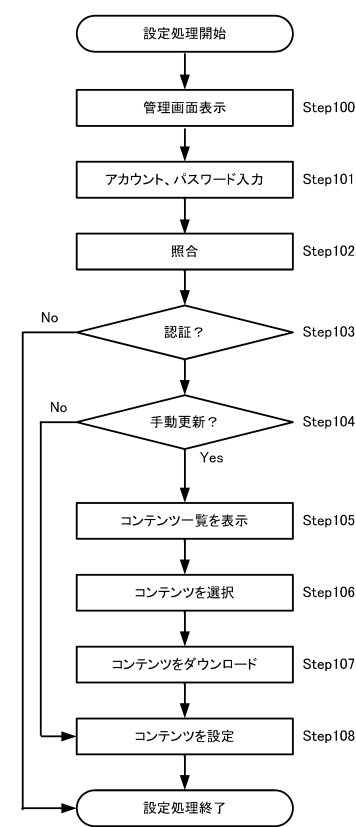 設定処理開始
管理画面表示 Step100
アカウント、パスワード入力 Step101
照合 Step102
No
認証? Step103
No
手動更新? Step104
Yes
コンテンツ一覧を表示 Step105
コンテンツを選択 Step106
コンテンツをダウンロード Step107
コンテンツを設定 Step108
設定処理終了